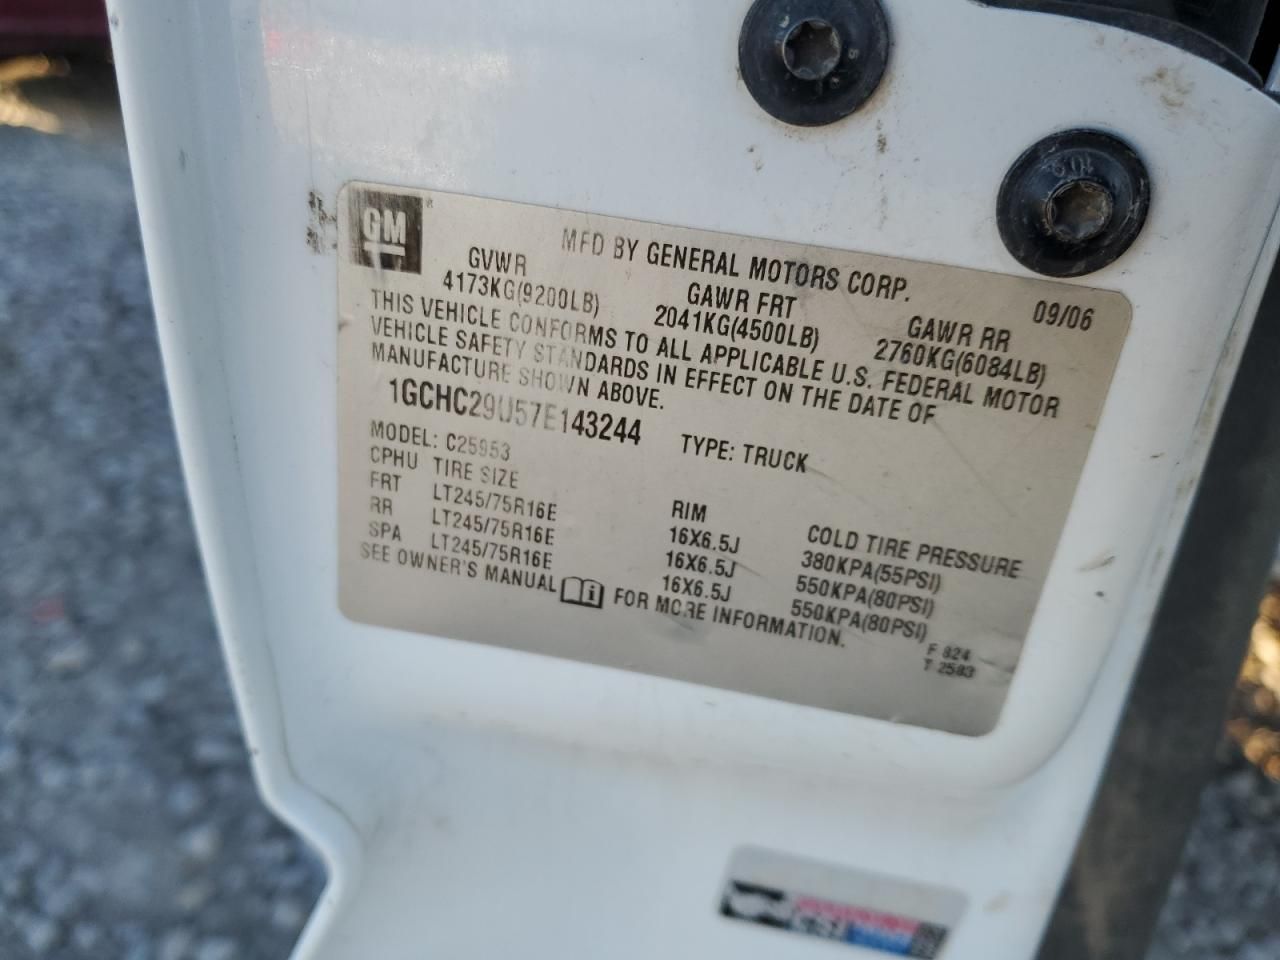 GM
MFD BY GENERAL MOTORS CORP. 09/06
GVWR GAWR FRT GAWR RR
4173KG(9200LB) 2041KG(4500LB) 2760KG(6084LB)
THIS VEHICLE CONFORMS TO ALL APPLICABLE U.S. FEDERAL MOTOR
VEHICLE SAFETY STANDARDS IN EFFECT ON THE DATE OF
MANUFACTURE SHOWN ABOVE.
1GCHC29U57E143244 TYPE: TRUCK
MODEL: C25953
CPHU TIRE SIZE RIM COLD TIRE PRESSURE
FRT LT245/75R16E 16X6.5J 380KPA(55PSI)
RR LT245/75R16E 16X6.5J 550KPA(80PSI)
SPA LT245/75R16E 16X6.5J 550KPA(80PSI)
SEE OWNER'S MANUAL i FOR MORE INFORMATION.
F 824
T 2583